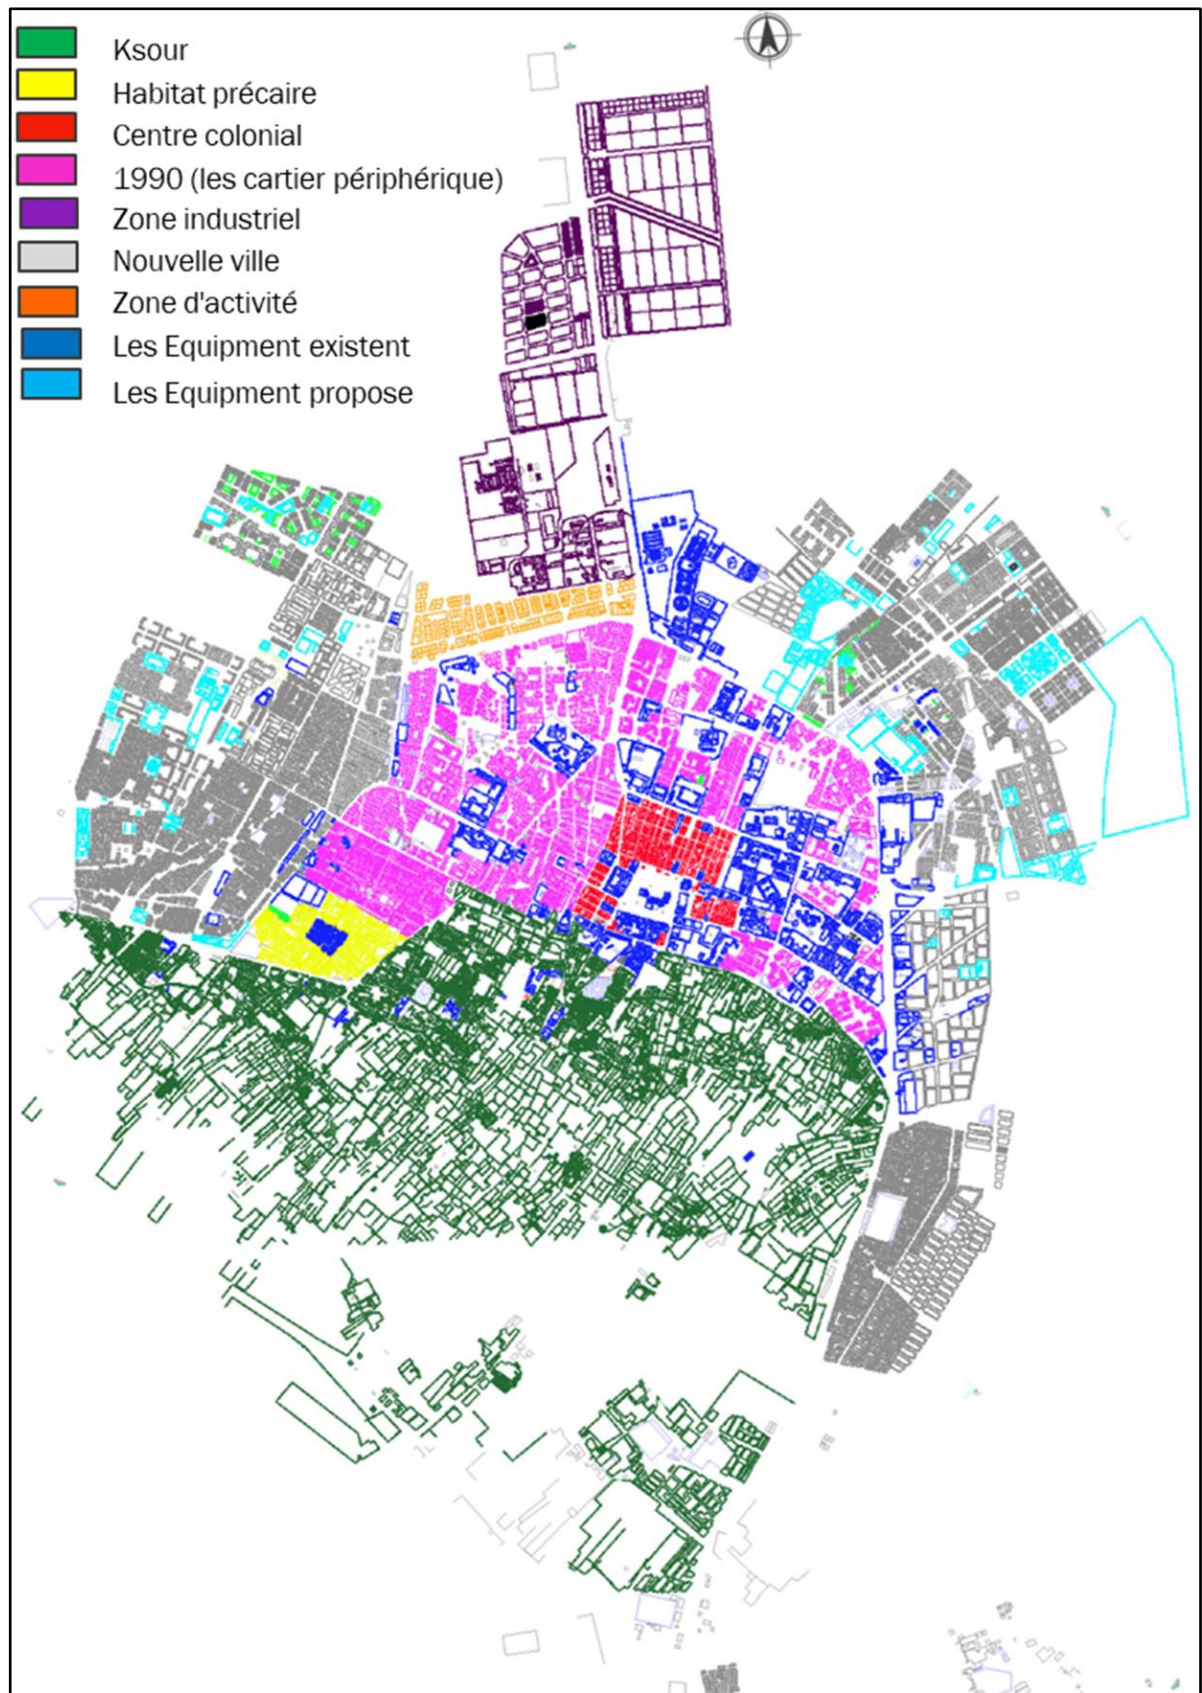 Ksour
Habitat précaire
Centre colonial
1990 (les cartier périphérique)
Zone industriel
Nouvelle ville
Zone d'activité
Les Equipment existent
Les Equipment propose